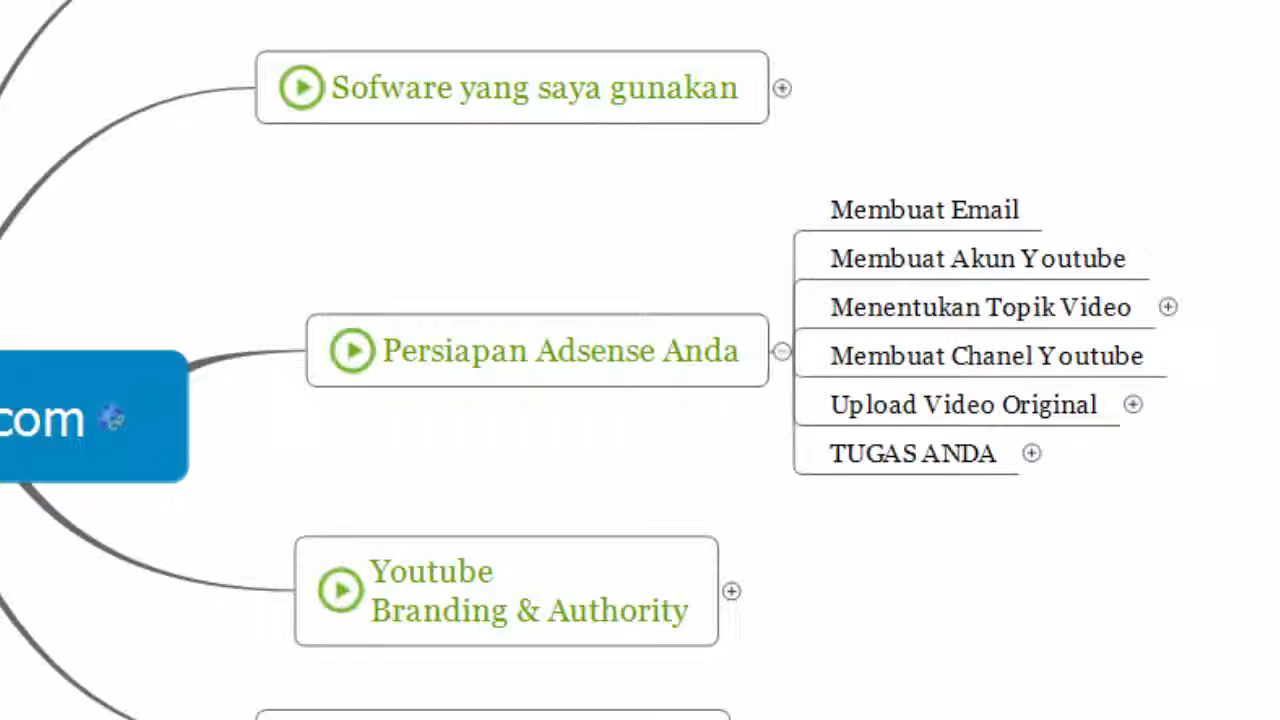 Sofware yang saya gunakan
Membuat Email
Membuat Akun Youtube
Menentukan Topik Video
Persiapan Adsense Anda
Membuat Chanel Youtube
Upload Video Original
com
TUGAS ANDA
Youtube
Branding & Authority